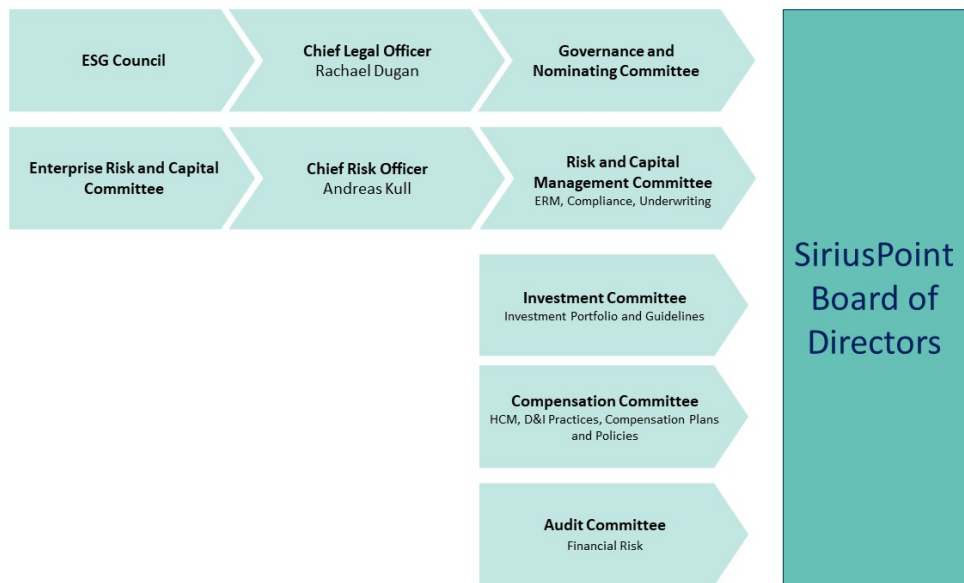 ESG Council
Chief Legal Officer
Rachael Dugan
Governance and
Nominating Committee
Enterprise Risk and Capital
Committee
Chief Risk Officer
Andreas Kull
Risk and Capital
Management Committee
ERM, Compliance, Underwriting
Investment Committee
Investment Portfolio and Guidelines
Compensation Committee
HCM, D&I Practices, Compensation Plans
and Policies
Audit Committee
Financial Risk
SiriusPoint
Board of
Directors